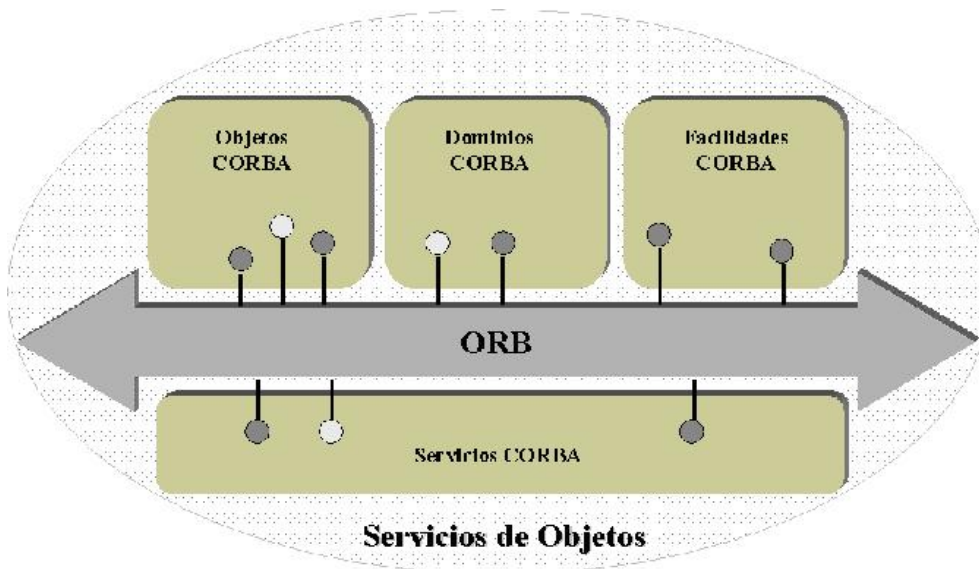 Objetos
CORBA
Dominios
CORBA
Facilidades
CORBA
ORB
Servicios CORBA
Servicios de Objetos